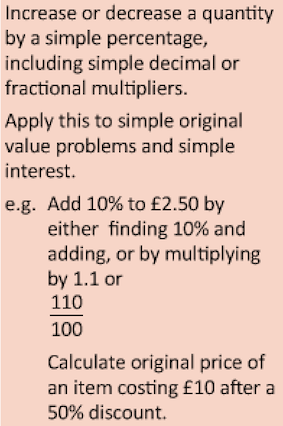 Increase or decrease a quantity
by a simple percentage,
including simple decimal or
fractional multipliers.
Apply this to simple original
value problems and simple
interest.
e.g. Add 10% to £2.50 by
either finding 10% and
adding, or by multiplying
by 1.1 or
110
100
Calculate original price of
an item costing £10 after a
50% discount.